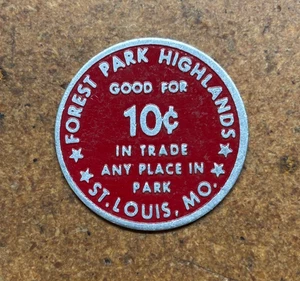 FOREST PARK HIGHLANDS
GOOD FOR
10¢
IN TRADE
ANY PLACE IN
PARK
ST. LOUIS, MO.